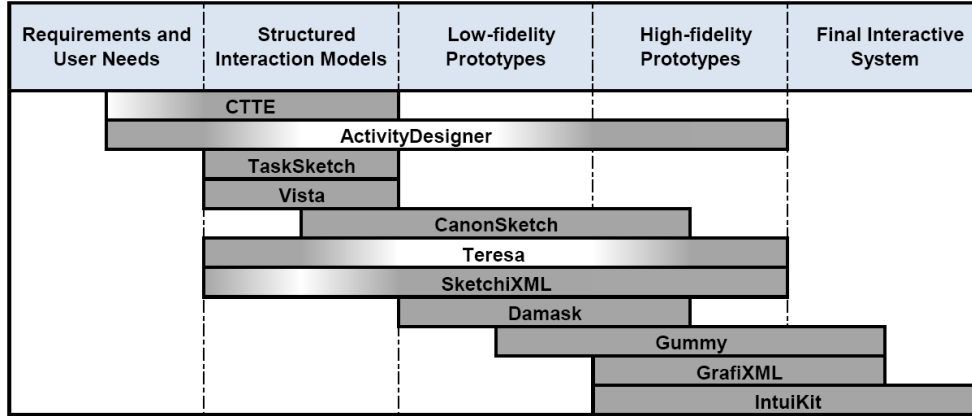 Requirements and
User Needs
Structured
Interaction Models
Low-fidelity
Prototypes
High-fidelity
Prototypes
Final Interactive
System
CTTE
ActivityDesigner
TaskSketch
Vista
CanonSketch
Teresa
SketchiXML
Damask
Gummy
GrafiXML
IntuiKit